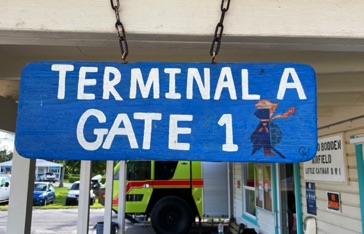 TERMINAL A
GATE 1
BODDEN
AIRFIELD
LITTLE CAYMAN B W I